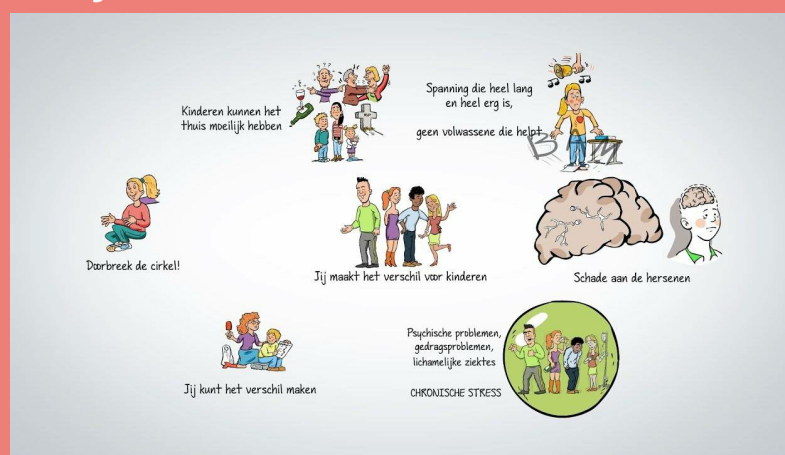 Kinderen kunnen het
thuis moeilijk hebben
Spanning die heel lang
en heel erg is,
geen volwassene die helpt
BAM
Doorbreek de cirkel!
Jij maakt het verschil voor kinderen
Schade aan de hersenen
Jij kunt het verschil maken
Psychische problemen,
gedragsproblemen,
lichamelijke ziektes
CHRONISCHE STRESS